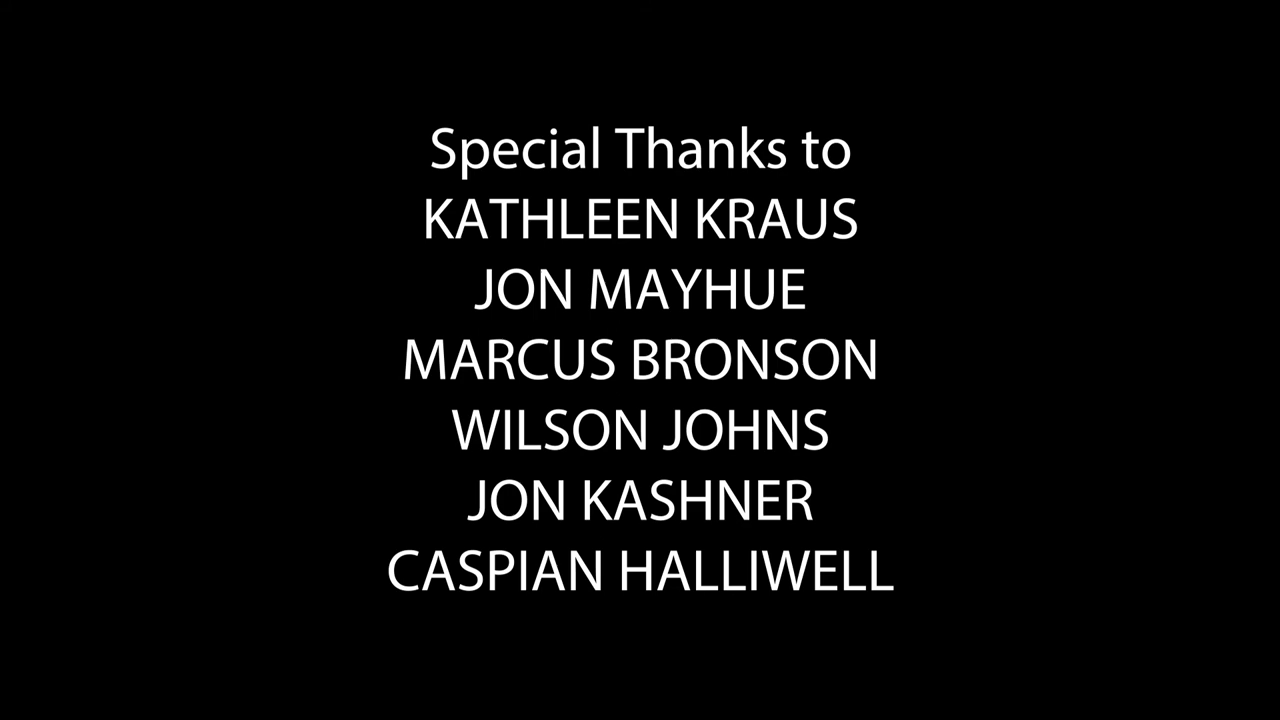 Special Thanks to
KATHLEEN KRAUS
JON MAYHUE
MARCUS BRONSON
WILSON JOHNS
JON KASHNER
CASPIAN HALLIWELL